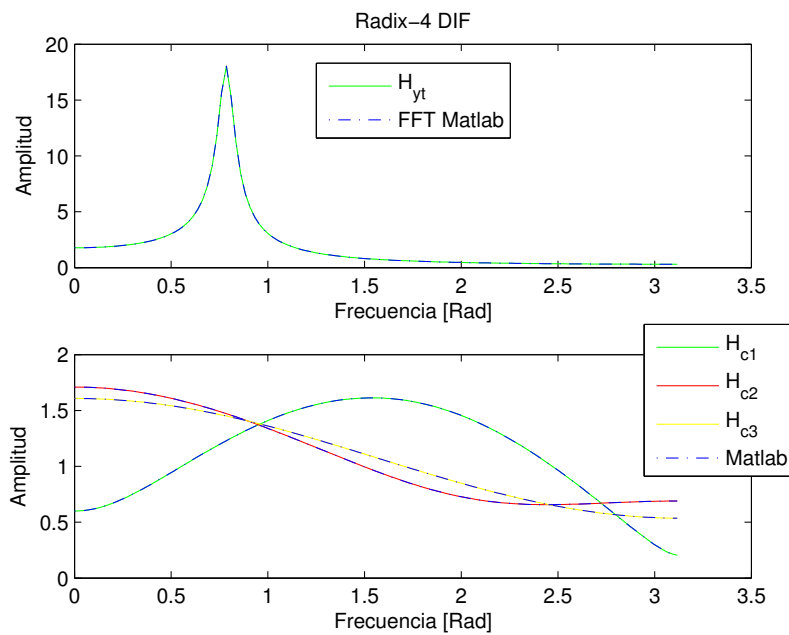 Radix-4 DIF
20
15
10
5
0
Amplitud
H_yt
FFT Matlab
0 0.5 1 1.5 2 2.5 3 3.5
Frecuencia [Rad]
2
1.5
1
0.5
0
Amplitud
H_c1
H_c2
H_c3
Matlab
0 0.5 1 1.5 2 2.5 3 3.5
Frecuencia [Rad]